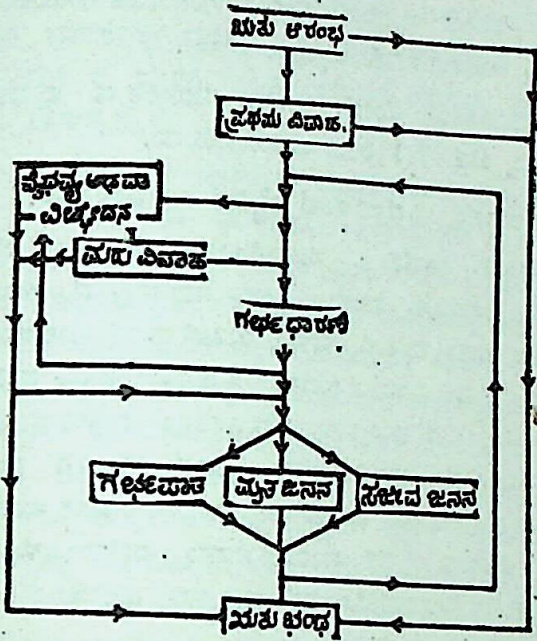 ಋತು ಆರಂಭ
ಪ್ರಥಮ ವಿವಾಹ.
ವೈಧವ್ಯ ಅಥವಾ
ವಿಚ್ಛೇದನ
ಮರು ವಿವಾಹ
ಗರ್ಭಧಾರಣೆ
ಗರ್ಭಪಾತ
ಮೃತ ಜನನ
ಸಜೀವ ಜನನ
ಋತು ಭಂಧ